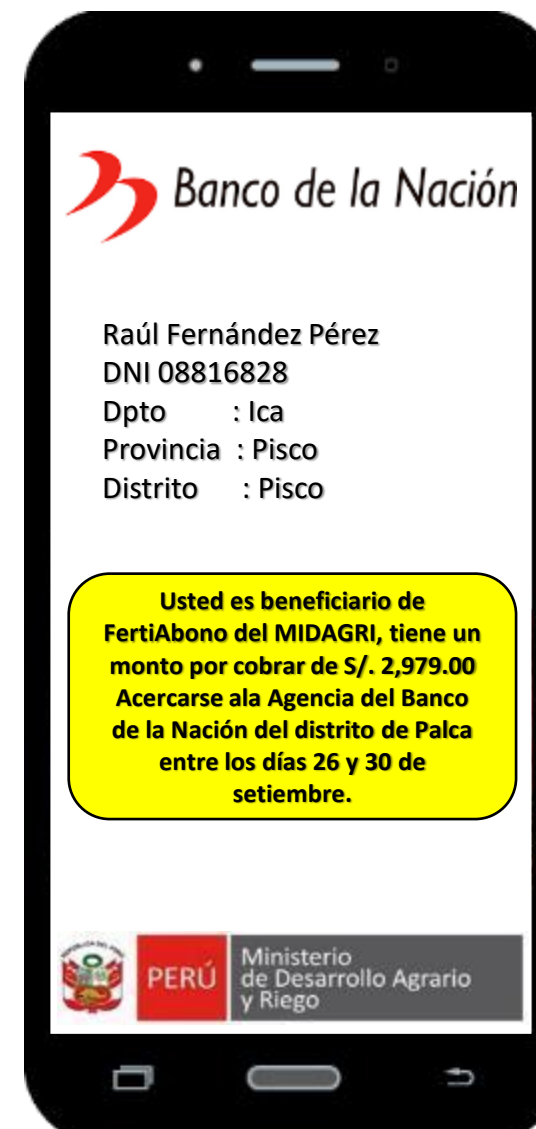 Banco de la Nación
Raúl Fernández Pérez
DNI 08816828
Dpto : Ica
Provincia : Pisco
Distrito : Pisco
Usted es beneficiario de
FertiAbono del MIDAGRI, tiene un
monto por cobrar de S/. 2,979.00
Acercarse ala Agencia del Banco
de la Nación del distrito de Palca
entre los días 26 y 30 de
setiembre.
PERÚ
Ministerio
de Desarrollo Agrario
y Riego